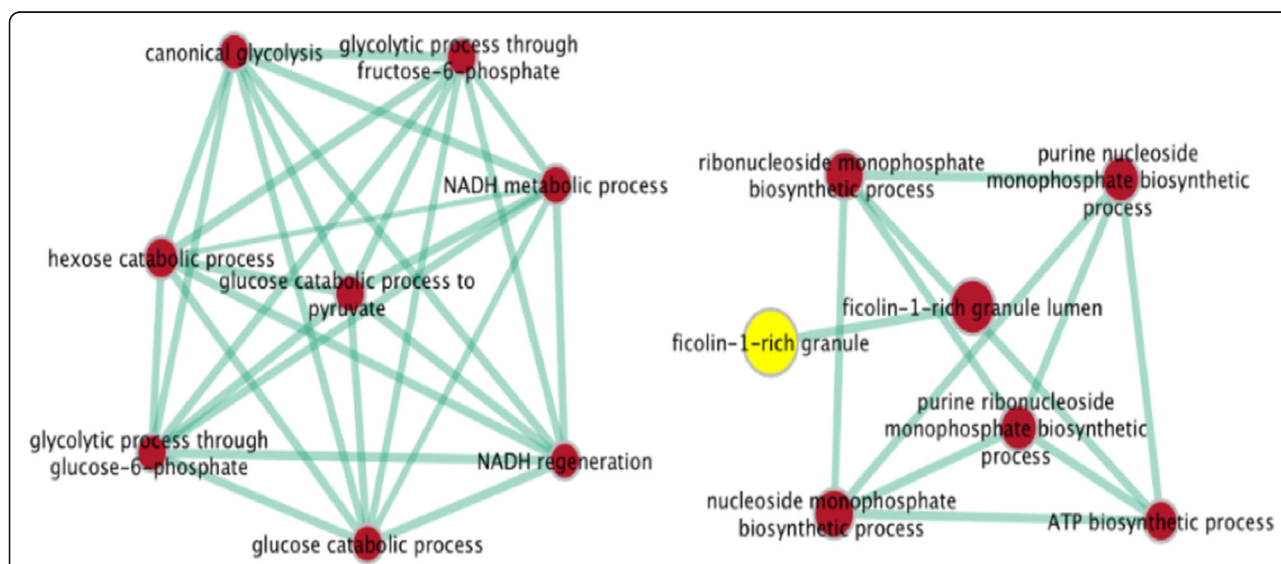 canonical glycolysis
glycolytic process through
fructose-6-phosphate
NADH metabolic process
hexose catabolic process
glucose catabolic process to
pyruvate
glycolytic process through
glucose-6-phosphate
NADH regeneration
glucose catabolic process
ribonucleoside monophosphate
biosynthetic process
purine nucleoside
monophosphate biosynthetic
process
ficolin-1-rich granule lumen
ficolin-1-rich granule
purine ribonucleoside
monophosphate biosynthetic
process
nucleoside monophosphate
biosynthetic process
ATP biosynthetic process